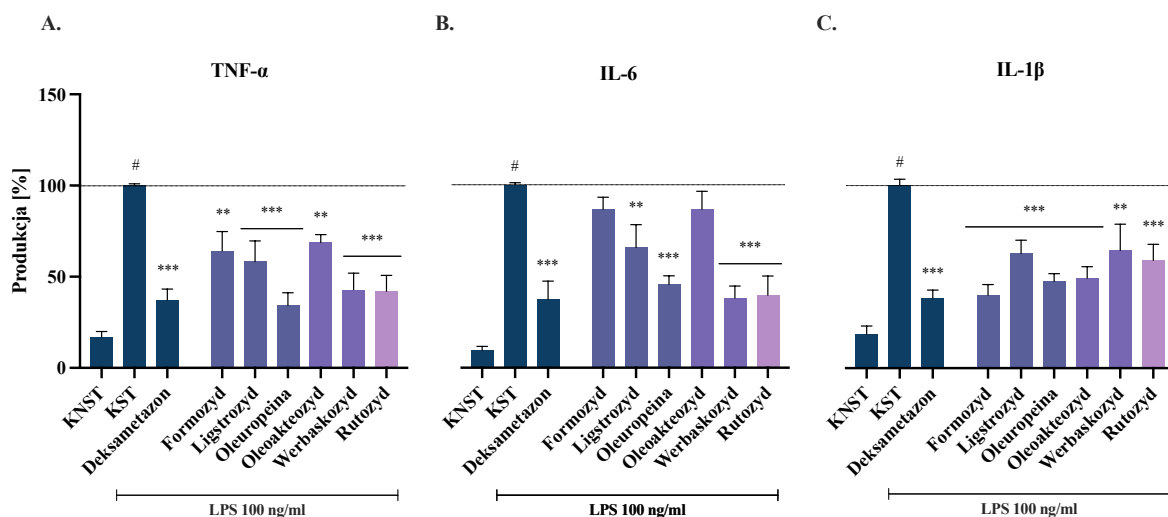 A.
TNF-α
Produkcja [%]
150
100
50
0
#
***
**
***
**
***
KNST
KST
Deksametazon
Formozyd
Ligstrozyd
Oleuropeina
Oleoakteozyd
Werbaskozyd
Rutozyd
LPS 100 ng/ml
B.
IL-6
#
***
**
***
***
KNST
KST
Deksametazon
Formozyd
Ligstrozyd
Oleuropeina
Oleoakteozyd
Werbaskozyd
Rutozyd
LPS 100 ng/ml
C.
IL-1β
#
***
***
**
***
KNST
KST
Deksametazon
Formozyd
Ligstrozyd
Oleuropeina
Oleoakteozyd
Werbaskozyd
Rutozyd
LPS 100 ng/ml